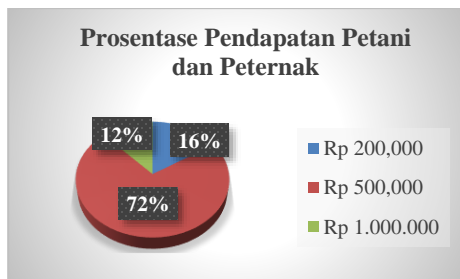 Prosentase Pendapatan Petani
dan Peternak
12%
16%
72%
Rp 200,000
Rp 500,000
Rp 1.000.000